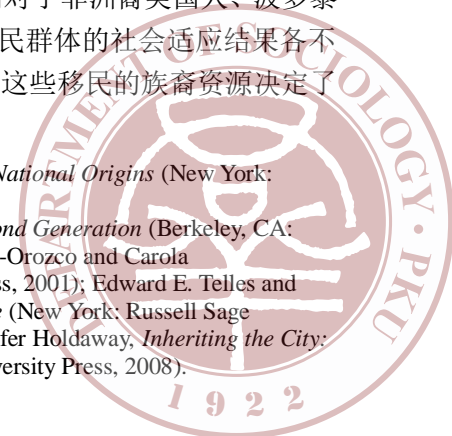 相对于非洲裔美国人、波多黎
民群体的社会适应结果各不
这些移民的族裔资源决定了
National Origins (New York:
ond Generation (Berkeley, CA:
-Orozco and Carola
ss, 2001); Edward E. Telles and
e (New York: Russell Sage
fer Holdaway, Inheriting the City:
versity Press, 2008).
DEPARTMENT OF SOCIOLOGY · PKU
1922